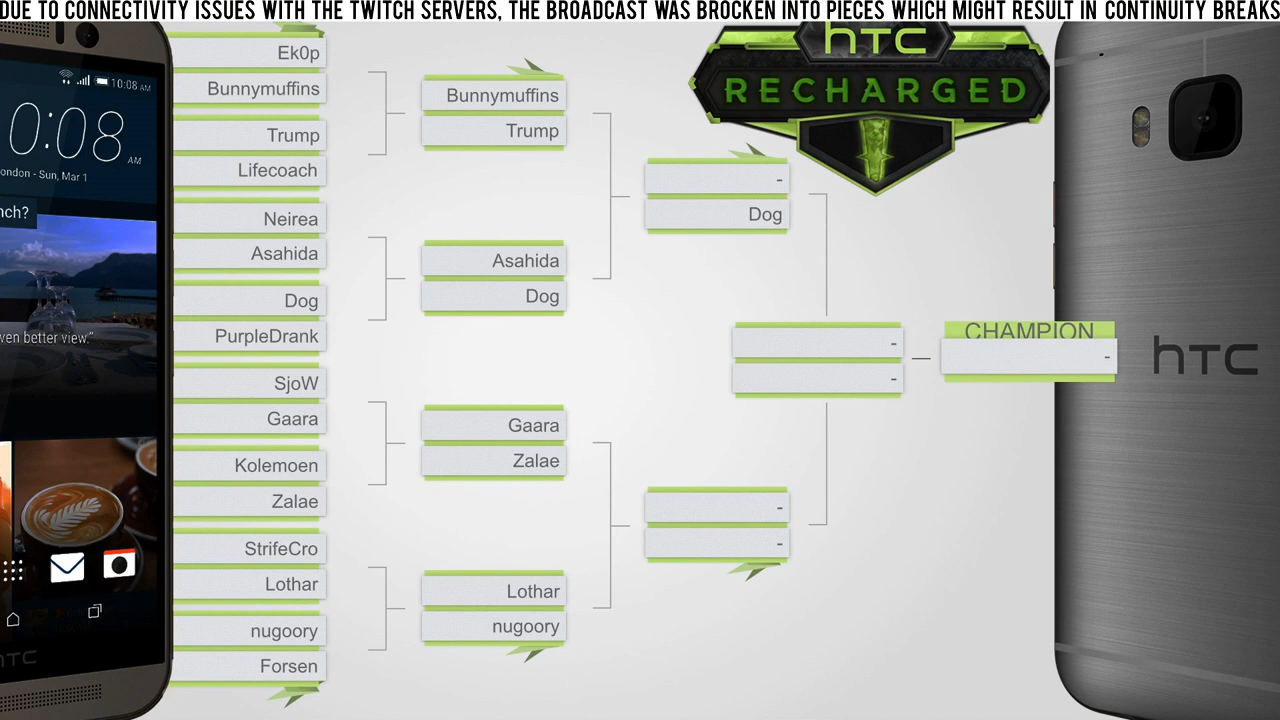 DUE TO CONNECTIVITY ISSUES WITH THE TWITCH SERVERS, THE BROADCAST WAS BROCKEN INTO PIECES WHICH MIGHT RESULT IN CONTINUITY BREAKS
hTC
RECHARGED
10:08 AM
0:08
AM
ondon - Sun, Mar 1
nch?
ven better view."
hTC
Ek0p
Bunnymuffins
Trump
Lifecoach
Neirea
Asahida
Dog
PurpleDrank
SjoW
Gaara
Kolemoen
Zalae
StrifeCro
Lothar
nugoory
Forsen
Bunnymuffins
Trump
Asahida
Dog
Gaara
Zalae
Lothar
nugoory
-
Dog
-
-
-
-
CHAMPION
-
hTC